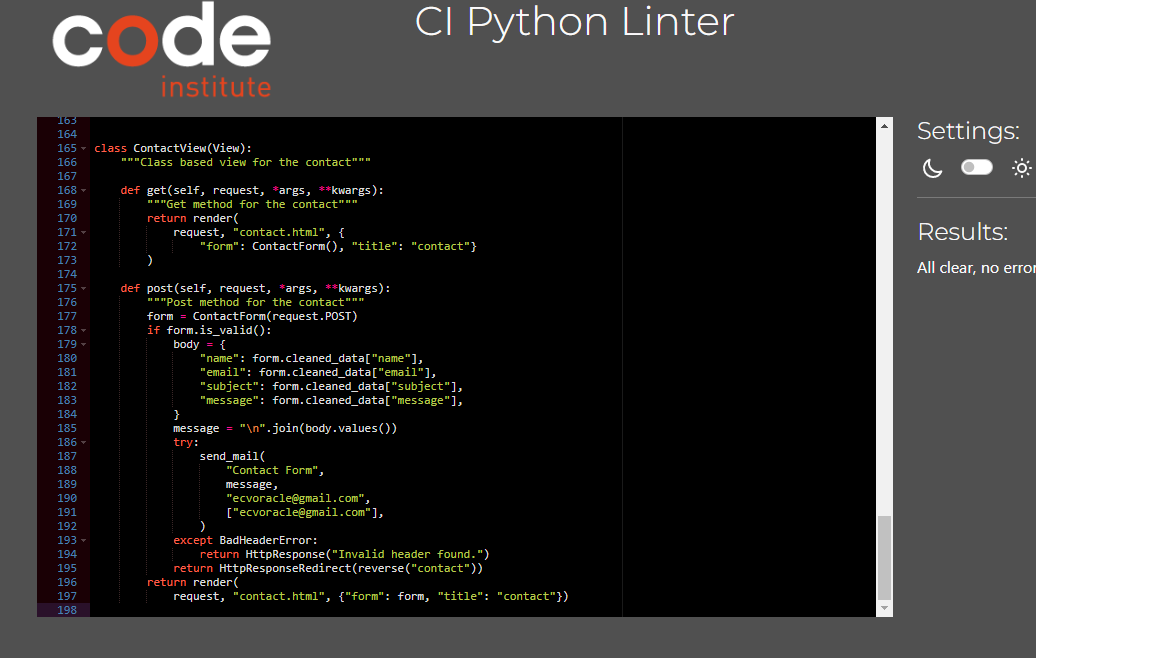 code
institute
CI Python Linter
163
164
165 class ContactView(View):
166 """Class based view for the contact"""
167
168 def get(self, request, *args, **kwargs):
169 """Get method for the contact"""
170 return render(
171 request, "contact.html", {
172 "form": ContactForm(), "title": "contact"}
173 )
174
175 def post(self, request, *args, **kwargs):
176 """Post method for the contact"""
177 form = ContactForm(request.POST)
178 if form.is_valid():
179 body = {
180 "name": form.cleaned_data["name"],
181 "email": form.cleaned_data["email"],
182 "subject": form.cleaned_data["subject"],
183 "message": form.cleaned_data["message"],
184 }
185 message = "\n".join(body.values())
186 try:
187 send_mail(
188 "Contact Form",
189 message,
190 "ecvoracle@gmail.com",
191 ["ecvoracle@gmail.com"],
192 )
193 except BadHeaderError:
194 return HttpResponse("Invalid header found.")
195 return HttpResponseRedirect(reverse("contact"))
196 return render(
197 request, "contact.html", {"form": form, "title": "contact"})
198
Settings:
Results:
All clear, no error